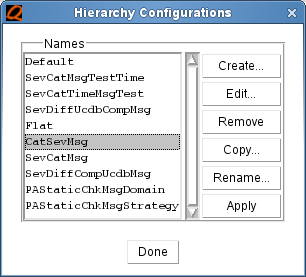 Hierarchy Configurations
Names
Default
SevCatMsgTestTime
SevCatTimeMsgTest
SevDiffUcdbCompMsg
Flat
CatSevMsg
SevCatMsg
SevDiffCompUcdbMsg
PAStaticChkMsgDomain
PAStaticChkMsgStrategy
Create...
Edit...
Remove
Copy...
Rename...
Apply
Done